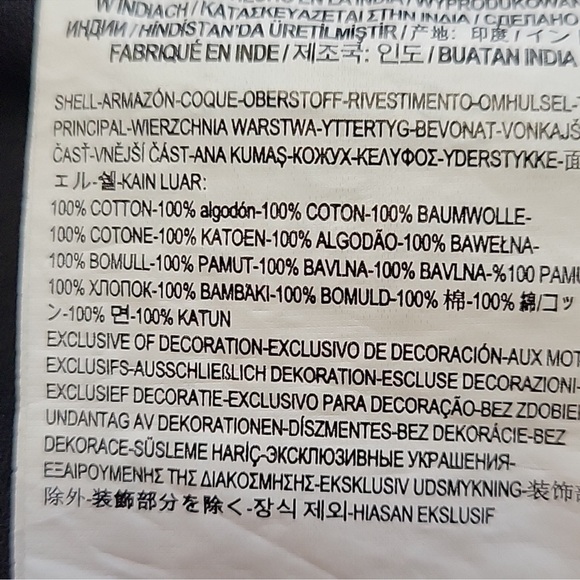 W INDIACH / ΚΑΤΑΣΚΕΥΑΖΕΤΑΙ ΣΤΗΝ ΙΝΔΙΑ / СДЕЛАНО
ИНДИИ / HİNDİSTAN'DA ÜRETİLMİŞTİR / 产地: 印度 / イン
FABRIQUÉ EN INDE / 제조국: 인도 / BUATAN INDIA
SHELL-ARMAZÓN-COQUE-OBERSTOFF-RIVESTIMENTO-OMHULSEL-
PRINCIPAL-WIERZCHNIA WARSTWA-YTTERTYG-BEVONAT-VONKAJŠ
ČASŤ-VNĚJŠÍ ČÁST-ANA KUMAŞ-КОЖУХ-ΚΕΛΥΦΟΣ-YDERSTYKKE-面
ェル-쉘-KAIN LUAR:
100% COTTON-100% algodón-100% COTON-100% BAUMWOLLE-
100% COTONE-100% KATOEN-100% ALGODÃO-100% BAWEŁNA-
100% BOMULL-100% PAMUT-100% BAVLNA-100% BAVLNA-%100 PAMU
100% ХЛОПОК-100% ΒΑΜΒΑΚΙ-100% BOMULD-100% 棉-100% 綿/コッ
ン-100% 면-100% KATUN
EXCLUSIVE OF DECORATION-EXCLUSIVO DE DECORACIÓN-AUX MOT
EXCLUSIFS-AUSSCHLIEßLICH DEKORATION-ESCLUSE DECORAZIONI-
EXCLUSIEF DECORATIE-EXCLUSIVO PARA DECORAÇÃO-BEZ ZDOBIE
UNDANTAG AV DEKORATIONEN-DÍSZMENTES-BEZ DEKORÁCIE-BEZ
DEKORACE-SÜSLEME HARİÇ-ЭКСКЛЮЗИВНЫЕ УКРАШЕНИЯ-
ΕΞΑΙΡΟΥΜΕΝΗΣ ΤΗΣ ΔΙΑΚΟΣΜΗΣΗΣ-EKSKLUSIV UDSMYKNING-装饰
除外-装飾部分を除く-장식 제외-HIASAN EKSLUSIF